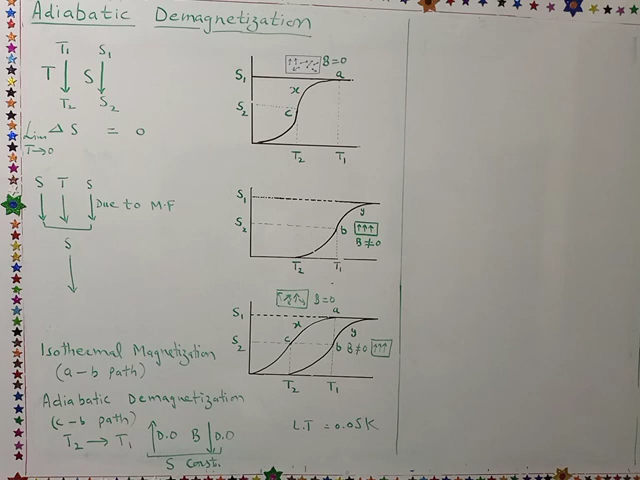 Adiabatic Demagnetization
T₁ S₁
T S
T₂ S₂
Lim ΔS = 0
T→0
S T S Due to M.F
S
Isothermal Magnetization
(a-b path)
Adiabatic Demagnetization
(c-b path)
T₂ → T₁ D.O B D.O
S Const.
B=0
S₁ a
x
S₂ c
T₂ T₁
S₁ y
S₂ b
B≠0
T₂ T₁
B=0
S₁ a
x y
S₂ c b B≠0
T₂ T₁
L.T = 0.05K